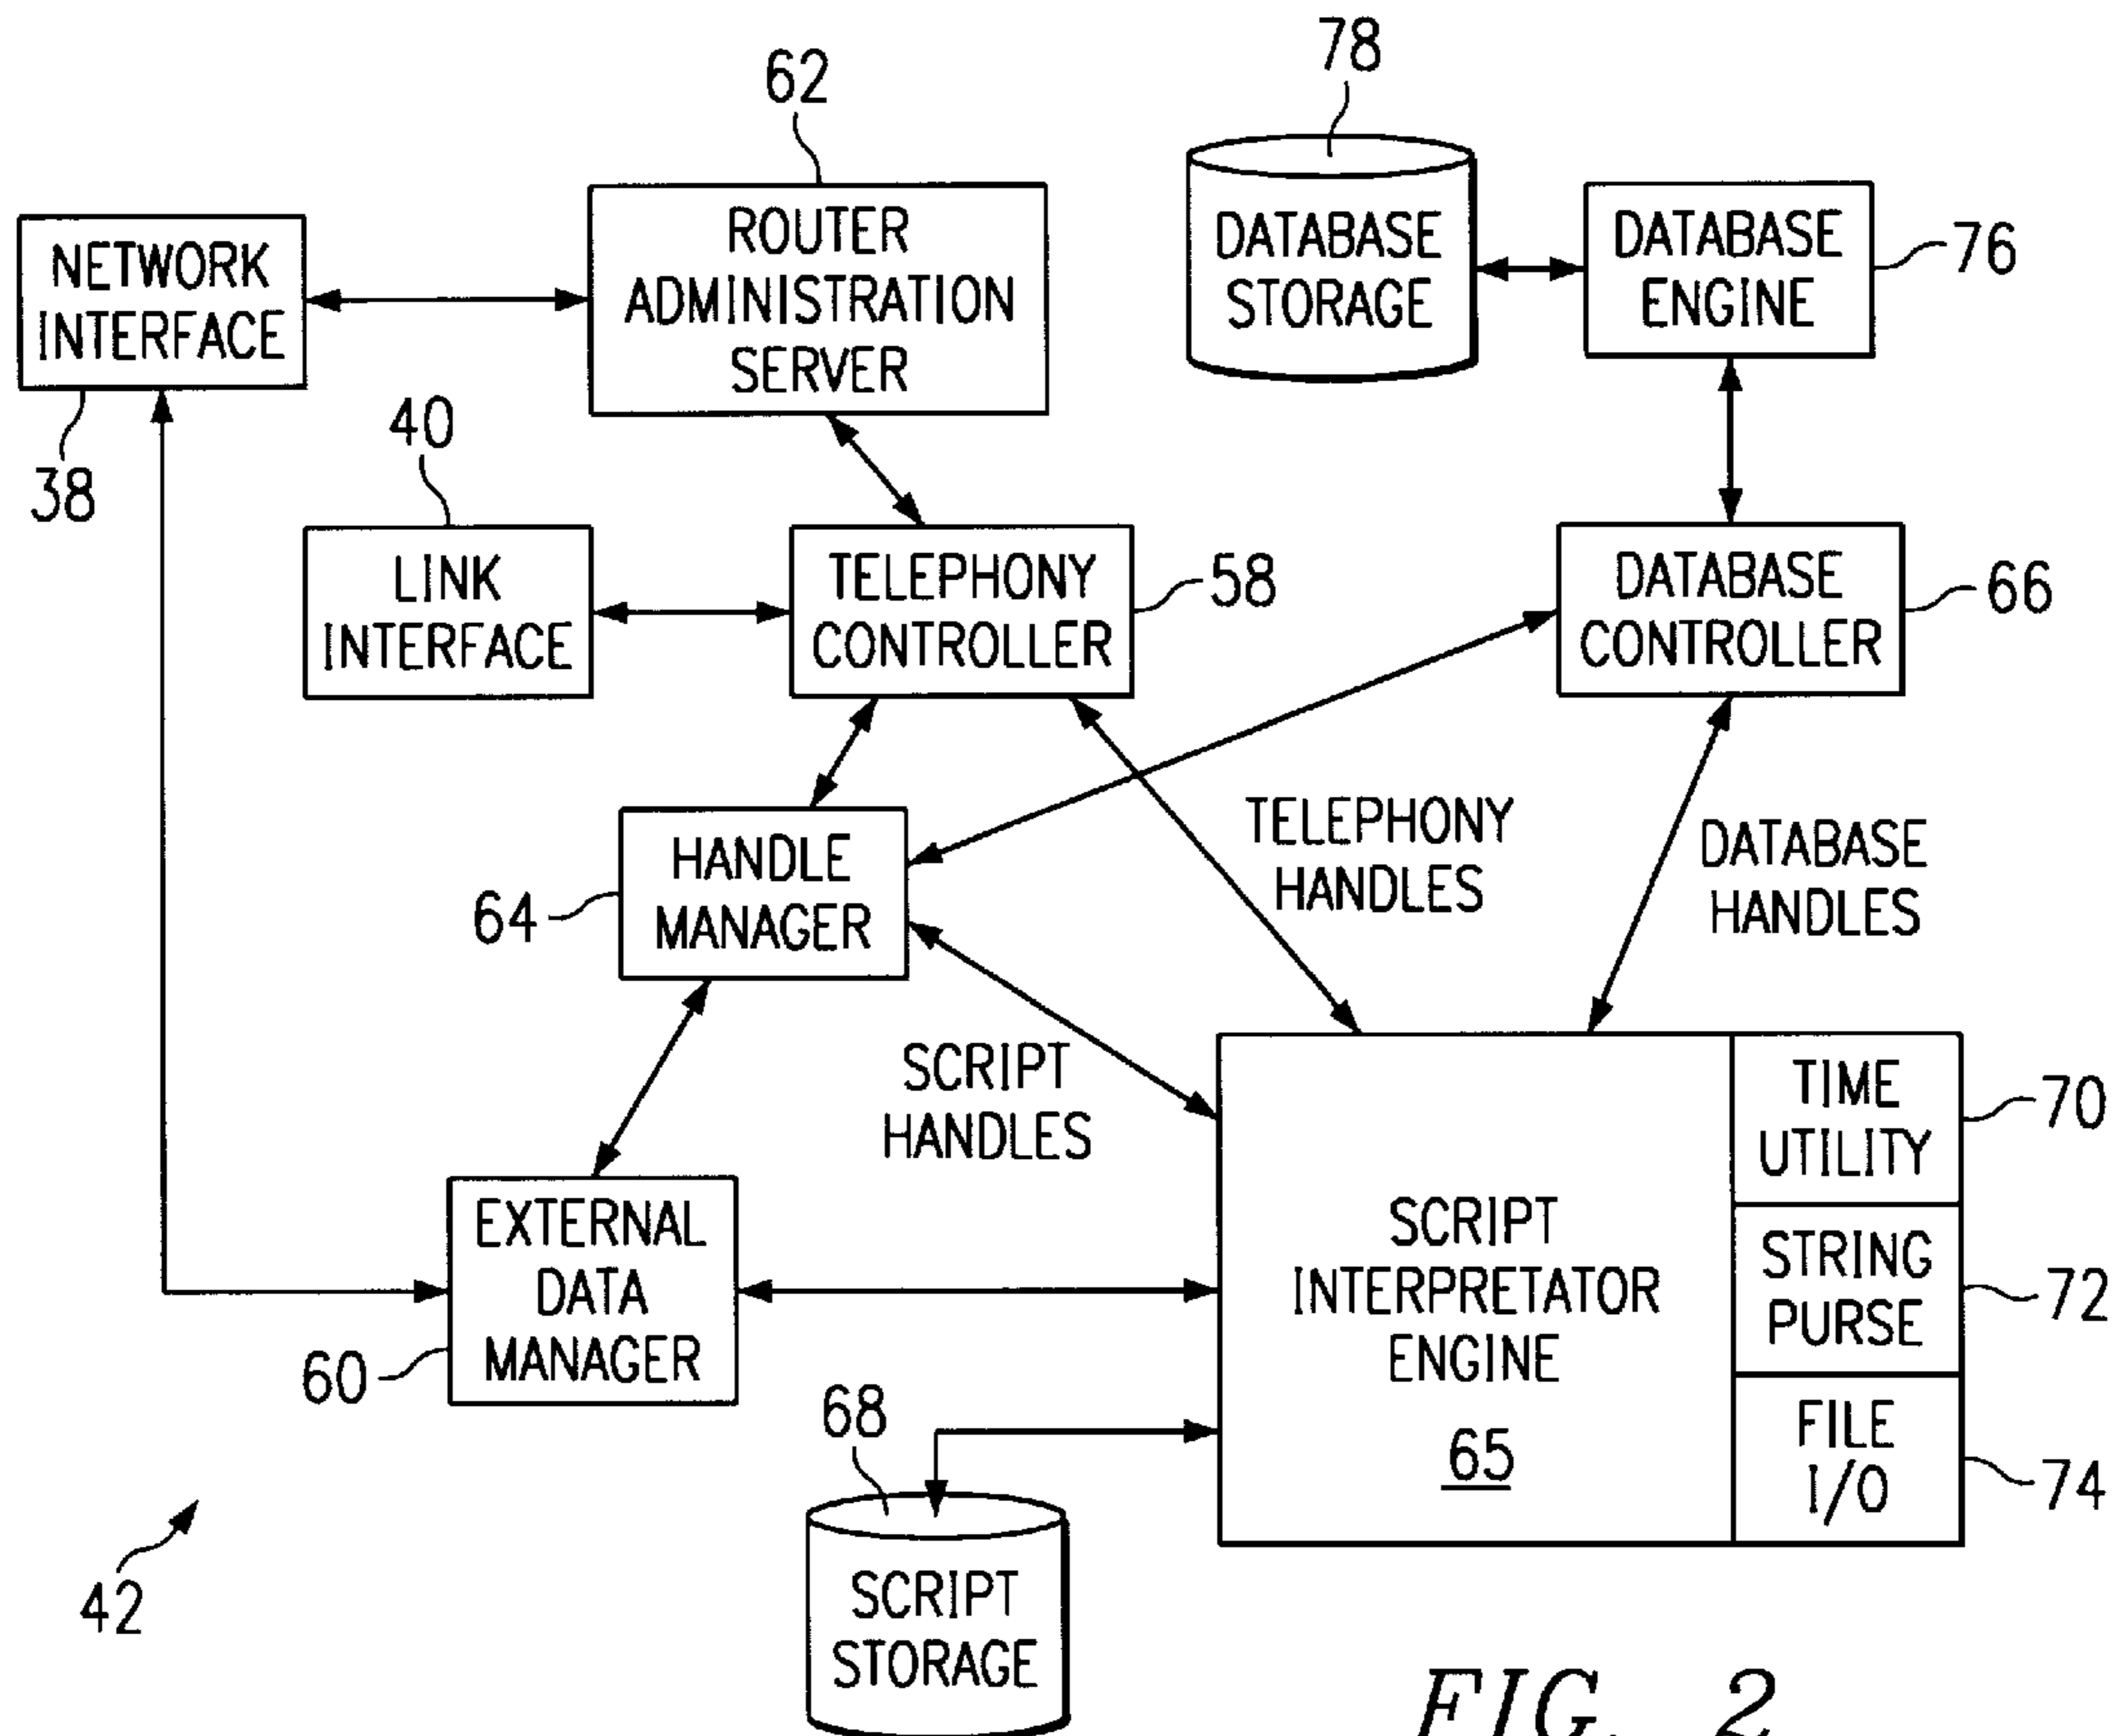 78
62
ROUTER
ADMINISTRATION
SERVER
DATABASE
STORAGE
DATABASE
ENGINE
76
NETWORK
INTERFACE
38
40
LINK
INTERFACE
TELEPHONY
CONTROLLER
58
DATABASE
CONTROLLER
66
HANDLE
MANAGER
64
TELEPHONY
HANDLES
DATABASE
HANDLES
SCRIPT
HANDLES
EXTERNAL
DATA
MANAGER
60
SCRIPT
INTERPRETATOR
ENGINE
65
TIME
UTILITY
70
STRING
PURSE
72
FILE
I/O
74
68
SCRIPT
STORAGE
42
FIG. 2